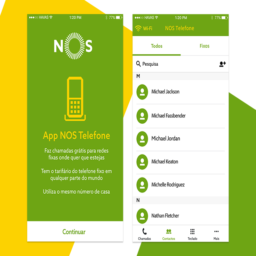 1:20 PM
NOS
App NOS Telefone
Faz chamadas grátis para redes
fixas onde quer que estejas
Tem o tarifário do telefone fixo em
qualquer parte do mundo
Utiliza o mesmo número de casa
Continuar
1:20 PM
Wi-Fi
NOS Telefone
Todos
Fixos
Pesquisa
M
Michael Jackson
Michael Fassbender
Michael Jordan
Michael Keaton
Michelle Rodriguez
N
Nathan Fletcher
Chamadas
Contactos
Teclado
Mais